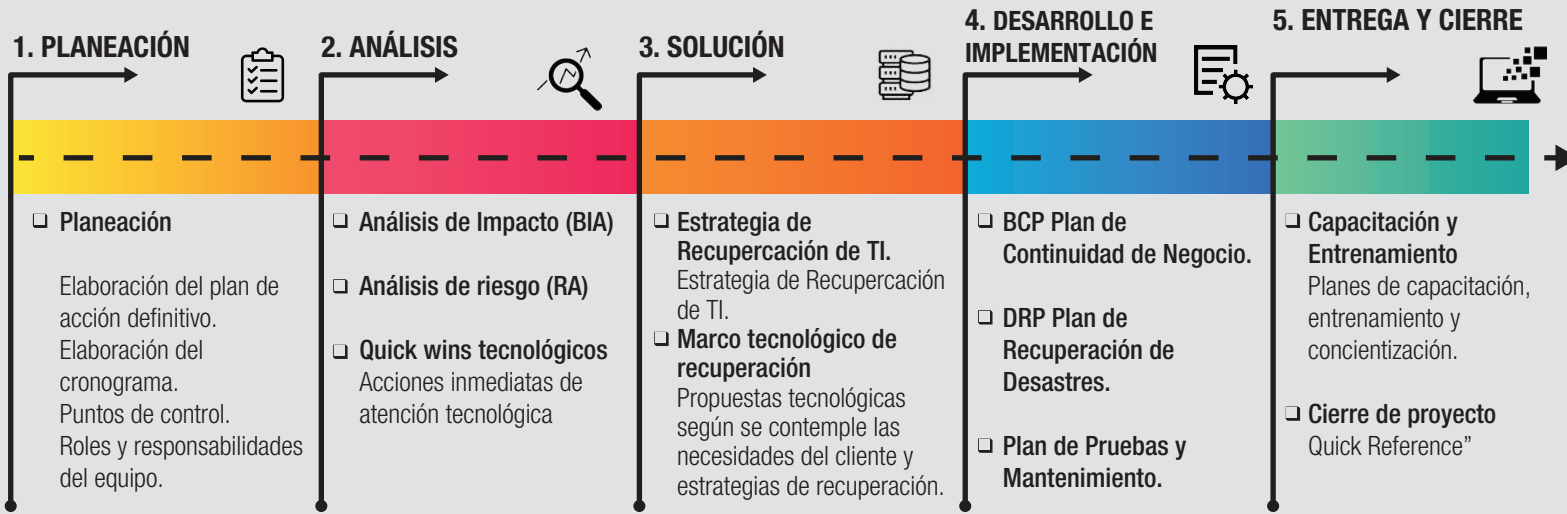 1. PLANEACIÓN
❑ Planeación
Elaboración del plan de
acción definitivo.
Elaboración del
cronograma.
Puntos de control.
Roles y responsabilidades
del equipo.
2. ANÁLISIS
❑ Análisis de Impacto (BIA)
❑ Análisis de riesgo (RA)
❑ Quick wins tecnológicos
Acciones inmediatas de
atención tecnológica
3. SOLUCIÓN
❑ Estrategia de
Recupercación de TI.
Estrategia de Recupercación
de TI.
❑ Marco tecnológico de
recuperación
Propuestas tecnológicas
según se contemple las
necesidades del cliente y
estrategias de recuperación.
4. DESARROLLO E
IMPLEMENTACIÓN
❑ BCP Plan de
Continuidad de Negocio.
❑ DRP Plan de
Recuperación de
Desastres.
❑ Plan de Pruebas y
Mantenimiento.
5. ENTREGA Y CIERRE
❑ Capacitación y
Entrenamiento
Planes de capacitación,
entrenamiento y
concientización.
❑ Cierre de proyecto
Quick Reference”